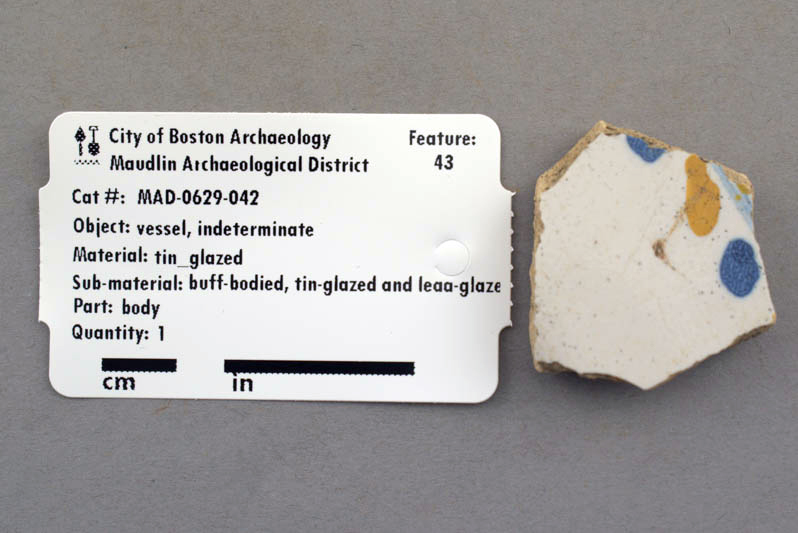 City of Boston Archaeology
Maudlin Archaeological District
Feature:
43
Cat #: MAD-0629-042
Object: vessel, indeterminate
Material: tin_glazed
Sub-material: buff-bodied, tin-glazed and leaa-glaze
Part: body
Quantity: 1
cm
in